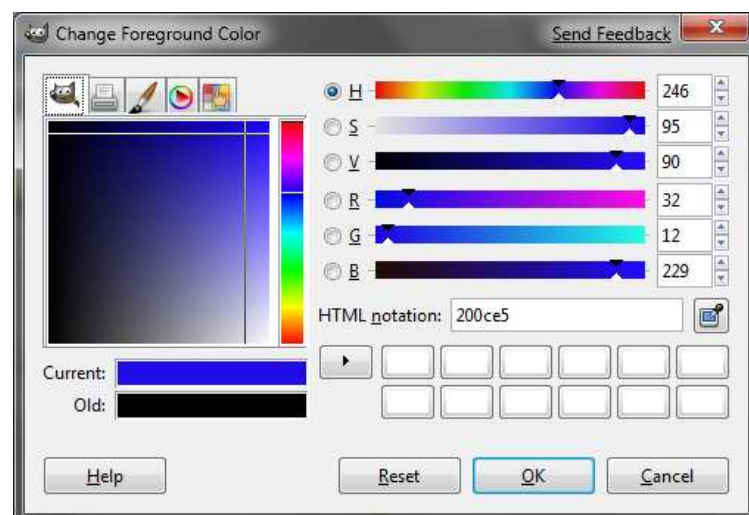 Change Foreground Color Send Feedback
H 246
S 95
V 90
R 32
G 12
B 229
HTML notation: 200ce5
Current:
Old:
Help Reset OK Cancel